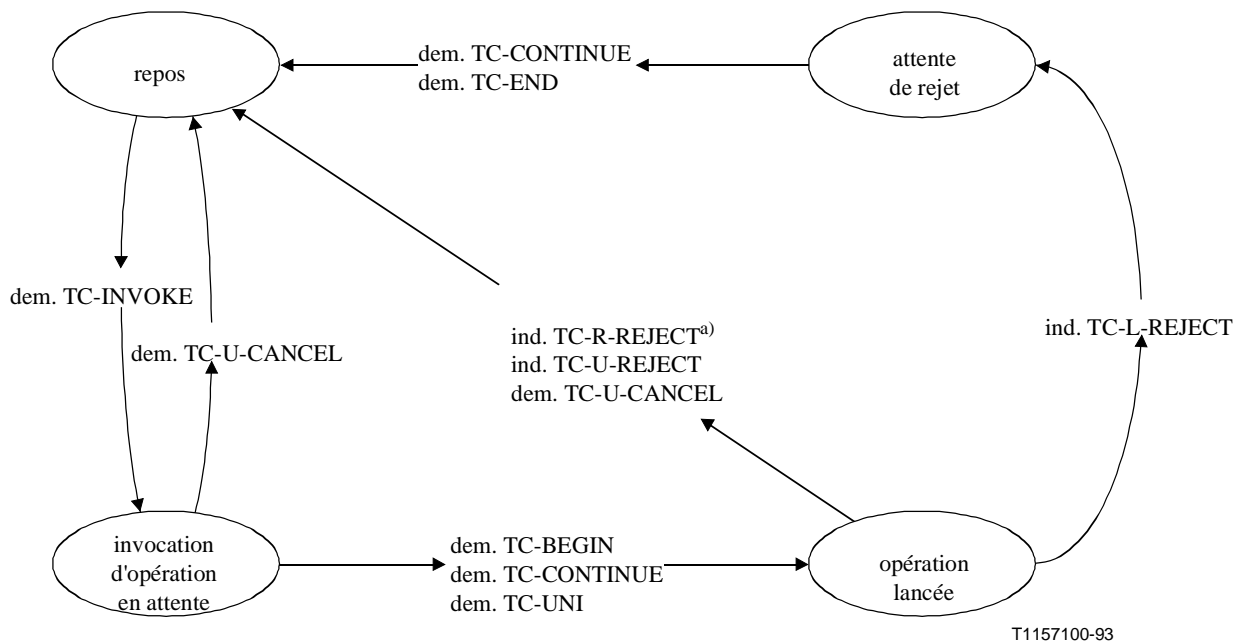 repos
dem. TC-CONTINUE
dem. TC-END
attente
de rejet
dem. TC-INVOKE
dem. TC-U-CANCEL
ind. TC-R-REJECTa)
ind. TC-U-REJECT
dem. TC-U-CANCEL
ind. TC-L-REJECT
invocation
d'opération
en attente
dem. TC-BEGIN
dem. TC-CONTINUE
dem. TC-UNI
opération
lancée
T1157100-93